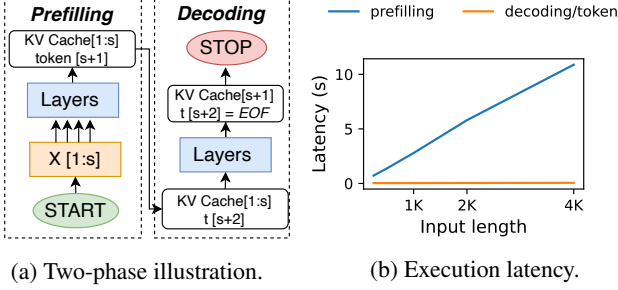 Prefilling
KV Cache[1:s]
token [s+1]
Layers
X [1:s]
START
Decoding
STOP
KV Cache[s+1]
t [s+2] = EOF
Layers
KV Cache[1:s]
t [s+2]
(a) Two-phase illustration.
prefilling
decoding/token
Latency (s)
10
5
0
1K
2K
4K
Input length
(b) Execution latency.